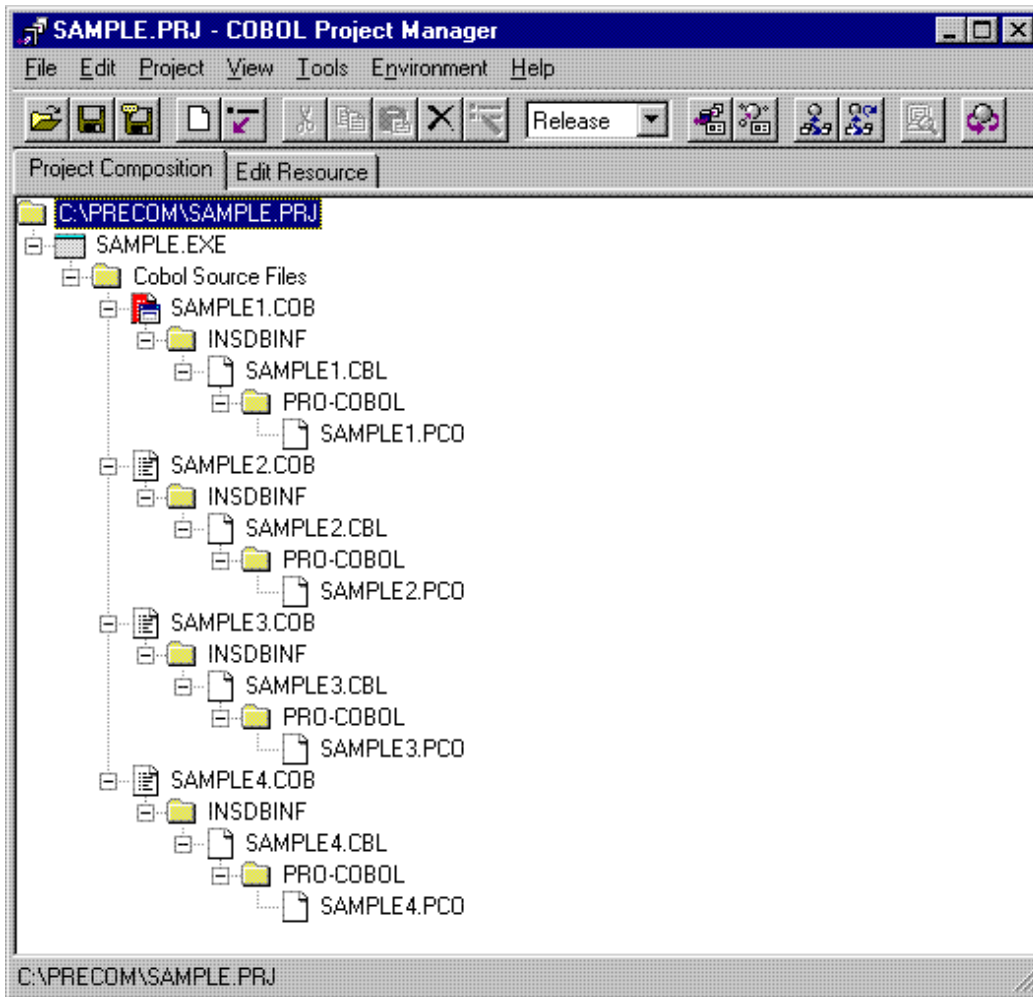 SAMPLE.PRJ - COBOL Project Manager
File Edit Project View Tools Environment Help
Release
Project Composition Edit Resource
C:\PRECOM\SAMPLE.PRJ
SAMPLE.EXE
Cobol Source Files
SAMPLE1.COB
INSDBINF
SAMPLE1.CBL
PRO-COBOL
SAMPLE1.PCO
SAMPLE2.COB
INSDBINF
SAMPLE2.CBL
PRO-COBOL
SAMPLE2.PCO
SAMPLE3.COB
INSDBINF
SAMPLE3.CBL
PRO-COBOL
SAMPLE3.PCO
SAMPLE4.COB
INSDBINF
SAMPLE4.CBL
PRO-COBOL
SAMPLE4.PCO
C:\PRECOM\SAMPLE.PRJ